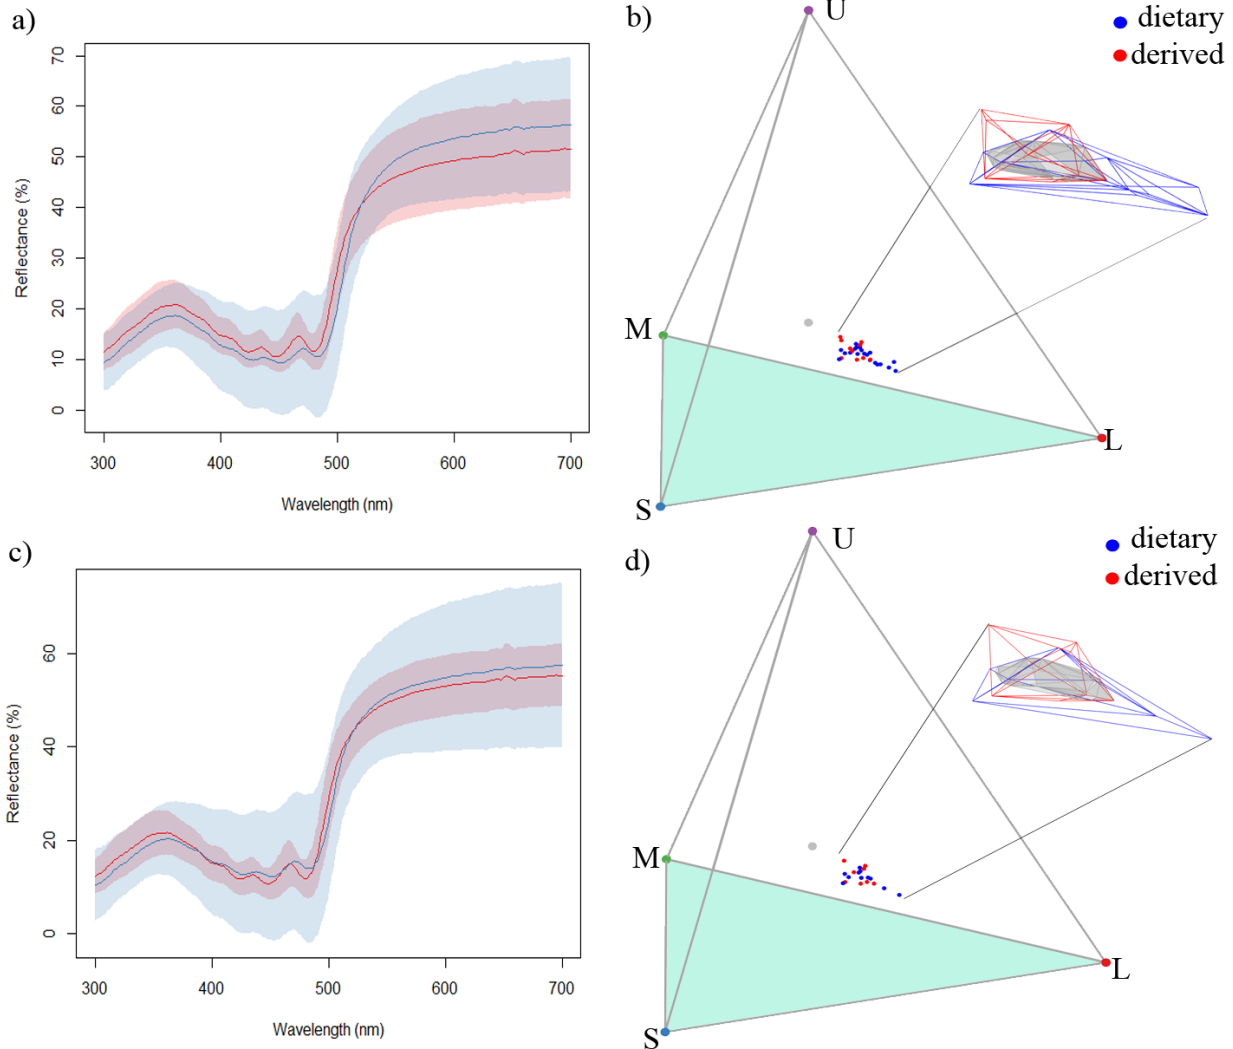 a)
70
60
50
40
30
20
10
0
Reflectance (%)
300 400 500 600 700
Wavelength (nm)
b)
U
dietary
derived
M
L
S
c)
60
40
20
0
Reflectance (%)
300 400 500 600 700
Wavelength (nm)
d)
U
dietary
derived
M
L
S